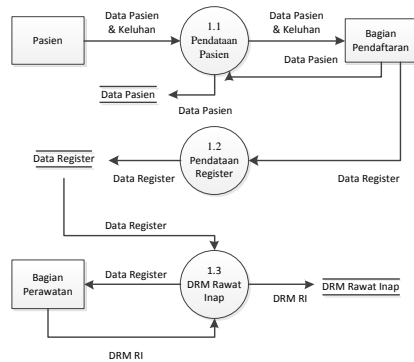 Data Pasien
& Keluhan
Data Pasien
& Keluhan
Pasien
1.1
Pendataan
Pasien
Bagian
Pendaftaran
Data Pasien
Data Pasien
Data Pasien
Data Register
Data Register
1.2
Pendataan
Register
Data Register
Data Register
Bagian
Perawatan
Data Register
1.3
DRM Rawat
Inap
DRM RI
DRM Rawat Inap
DRM RI